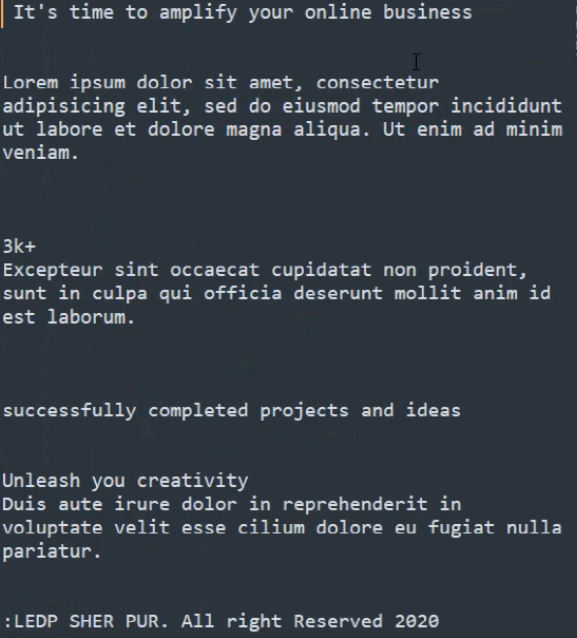 It's time to amplify your online business
Lorem ipsum dolor sit amet, consectetur
adipisicing elit, sed do eiusmod tempor incididunt
ut labore et dolore magna aliqua. Ut enim ad minim
veniam.
3k+
Excepteur sint occaecat cupidatat non proident,
sunt in culpa qui officia deserunt mollit anim id
est laborum.
successfully completed projects and ideas
Unleash you creativity
Duis aute irure dolor in reprehenderit in
voluptate velit esse cilium dolore eu fugiat nulla
pariatur.
:LEDP SHER PUR. All right Reserved 2020